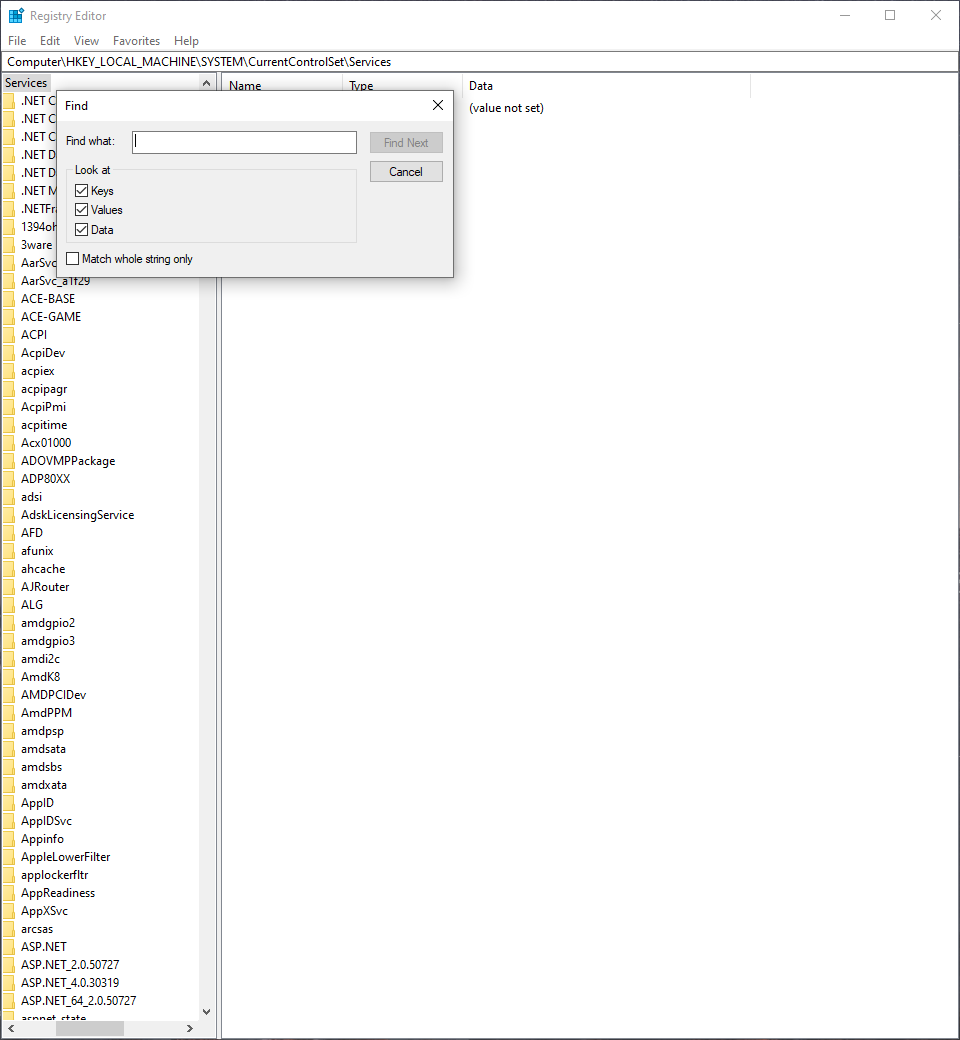 Registry Editor
File Edit View Favorites Help
Computer\HKEY_LOCAL_MACHINE\SYSTEM\CurrentControlSet\Services
Services
Name Type Data
(value not set)
Find
Find what:
Find Next
Look at
Cancel
Keys
Values
Data
Match whole string only
.NET C
.NET C
.NET C
.NET D
.NET D
.NET M
.NETFra
1394oh
3ware
AarSvc
AarSvc_a1f29
ACE-BASE
ACE-GAME
ACPI
AcpiDev
acpiex
acpipagr
AcpiPmi
acpitime
Acx01000
ADOVMPPackage
ADP80XX
adsi
AdskLicensingService
AFD
afunix
ahcache
AJRouter
ALG
amdgpio2
amdgpio3
amdi2c
AmdK8
AMDPCIDev
AmdPPM
amdpsp
amdsata
amdsbs
amdxata
AppID
AppIDSvc
Appinfo
AppleLowerFilter
applockerfltr
AppReadiness
AppXSvc
arcsas
ASP.NET
ASP.NET_2.0.50727
ASP.NET_4.0.30319
ASP.NET_64_2.0.50727
aspnet_state